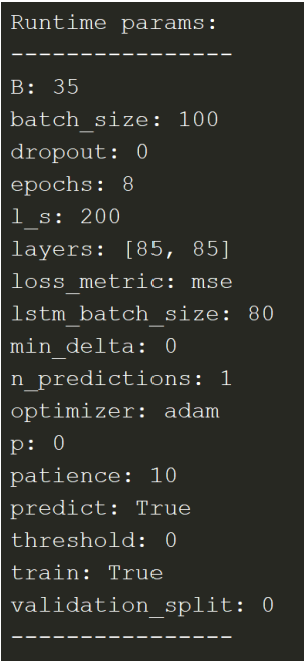 Runtime params:
----------------
B: 35
batch_size: 100
dropout: 0
epochs: 8
l_s: 200
layers: [85, 85]
loss_metric: mse
lstm_batch_size: 80
min_delta: 0
n_predictions: 1
optimizer: adam
p: 0
patience: 10
predict: True
threshold: 0
train: True
validation_split: 0
----------------